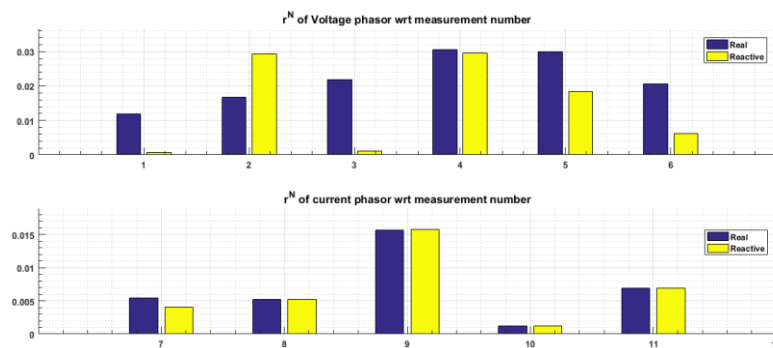 r^N of Voltage phasor wrt measurement number
0.03
0.02
0.01
0
Real
Reactive
1 2 3 4 5 6
r^N of current phasor wrt measurement number
0.015
0.01
0.005
0
Real
Reactive
7 8 9 10 11